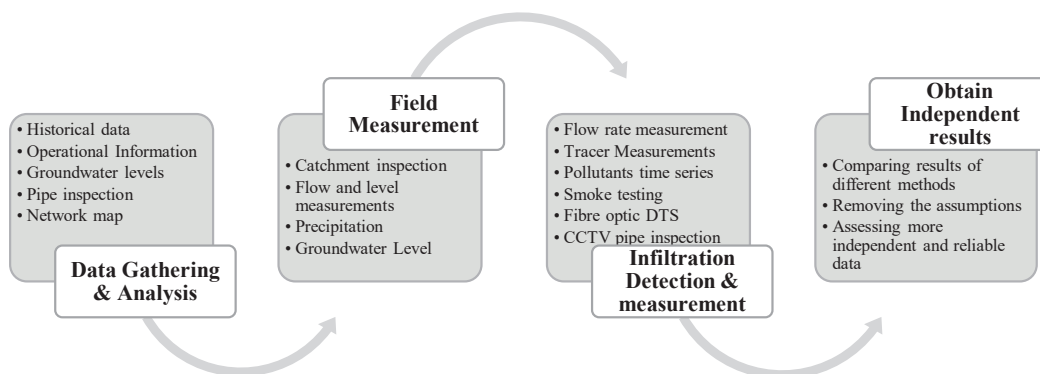 • Historical data
• Operational Information
• Groundwater levels
• Pipe inspection
• Network map
Data Gathering
& Analysis
Field
Measurement
• Catchment inspection
• Flow and level
measurements
• Precipitation
• Groundwater Level
• Flow rate measurement
• Tracer Measurements
• Pollutants time series
• Smoke testing
• Fibre optic DTS
• CCTV pipe inspection
Infiltration
Detection &
measurement
Obtain
Independent
results
• Comparing results of
different methods
• Removing the assumptions
• Assessing more
independent and reliable
data